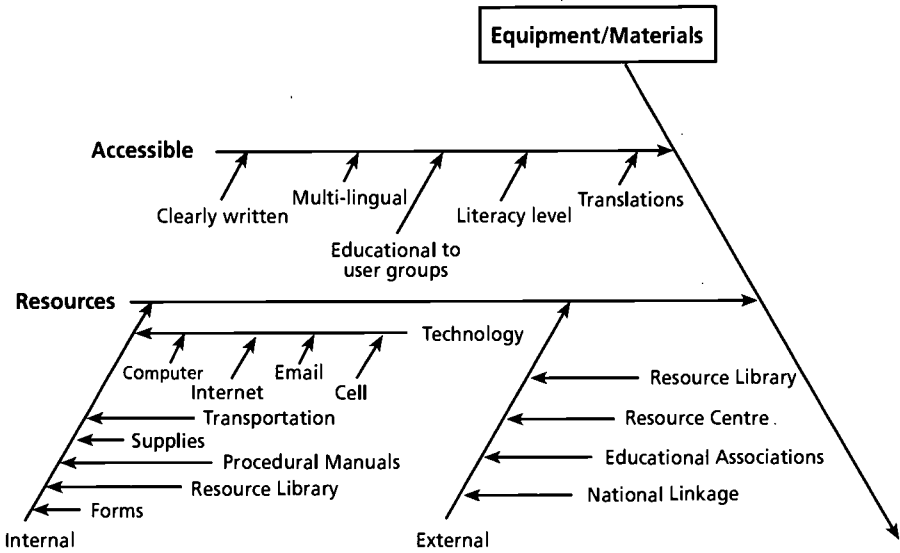 Equipment/Materials
Accessible
Clearly written
Multi-lingual
Educational to
user groups
Literacy level
Translations
Resources
Technology
Computer
Internet
Email
Cell
Transportation
Supplies
Procedural Manuals
Resource Library
Forms
Internal
Resource Library
Resource Centre
Educational Associations
National Linkage
External